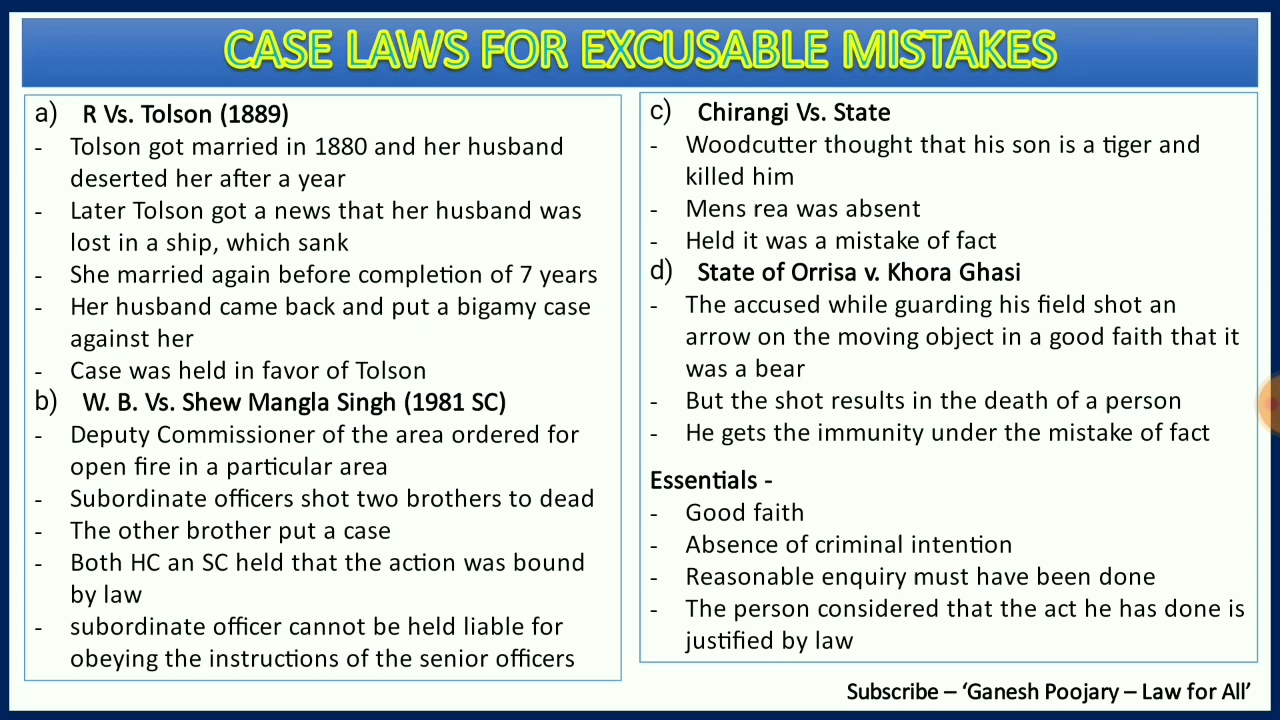 CASE LAWS FOR EXCUSABLE MISTAKES
a) R Vs. Tolson (1889)
- Tolson got married in 1880 and her husband
deserted her after a year
- Later Tolson got a news that her husband was
lost in a ship, which sank
- She married again before completion of 7 years
- Her husband came back and put a bigamy case
against her
- Case was held in favor of Tolson
b) W. B. Vs. Shew Mangla Singh (1981 SC)
- Deputy Commissioner of the area ordered for
open fire in a particular area
- Subordinate officers shot two brothers to dead
- The other brother put a case
- Both HC an SC held that the action was bound
by law
- subordinate officer cannot be held liable for
obeying the instructions of the senior officers
c) Chirangi Vs. State
- Woodcutter thought that his son is a tiger and
killed him
- Mens rea was absent
- Held it was a mistake of fact
d) State of Orrisa v. Khora Ghasi
- The accused while guarding his field shot an
arrow on the moving object in a good faith that it
was a bear
- But the shot results in the death of a person
- He gets the immunity under the mistake of fact
Essentials -
- Good faith
- Absence of criminal intention
- Reasonable enquiry must have been done
- The person considered that the act he has done is
justified by law
Subscribe – ‘Ganesh Poojary – Law for All’